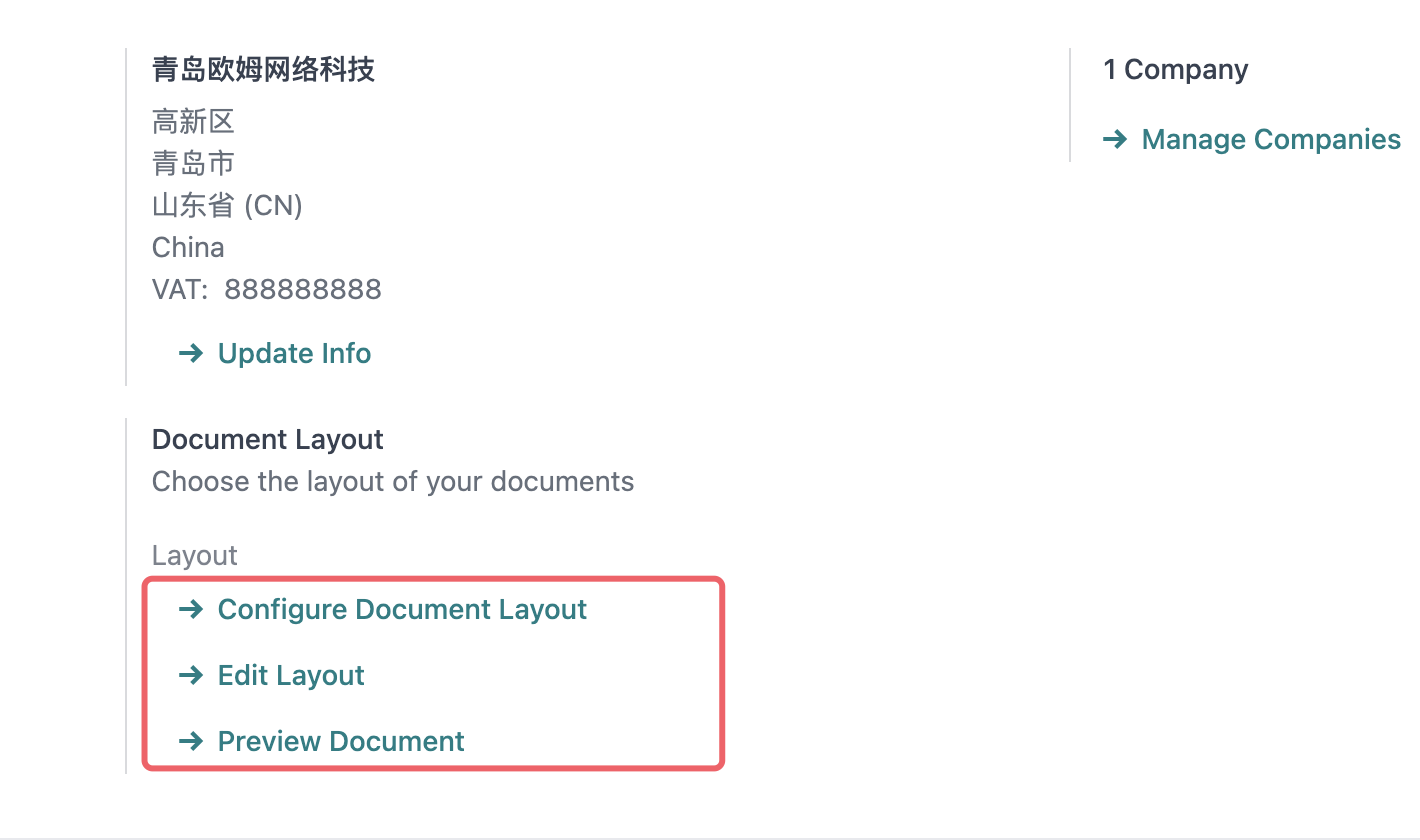 青岛欧姆网络科技
高新区
青岛市
山东省 (CN)
China
VAT: 888888888
→ Update Info
1 Company
→ Manage Companies
Document Layout
Choose the layout of your documents
Layout
→ Configure Document Layout
→ Edit Layout
→ Preview Document